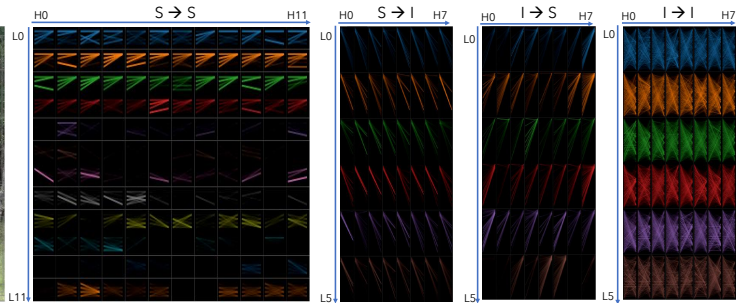 S → S
H0 H11
L0
L11
S → I
H0 H7
L0
L5
I → S
H0 H7
L0
L5
I → I
H0 H7
L0
L5